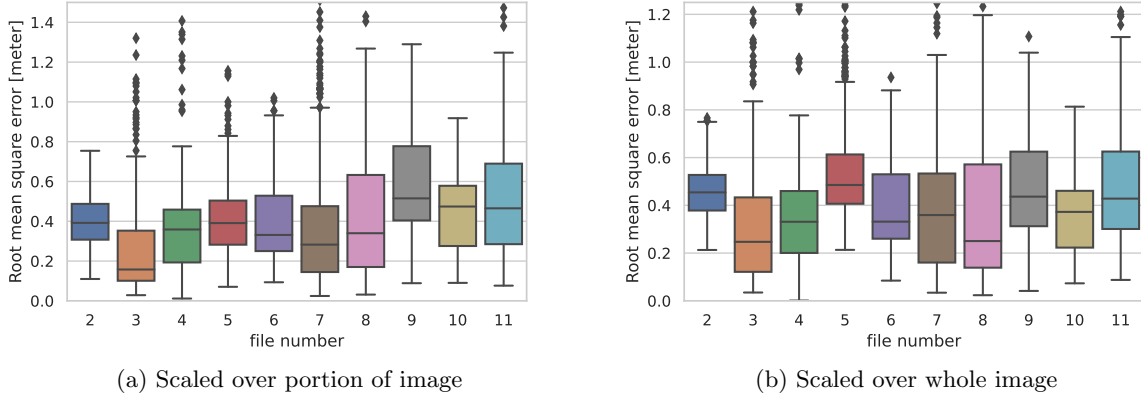 Root mean square error [meter]
1.4
1.2
1.0
0.8
0.6
0.4
0.2
0.0
2 3 4 5 6 7 8 9 10 11
file number
(a) Scaled over portion of image
Root mean square error [meter]
1.2
1.0
0.8
0.6
0.4
0.2
0.0
2 3 4 5 6 7 8 9 10 11
file number
(b) Scaled over whole image